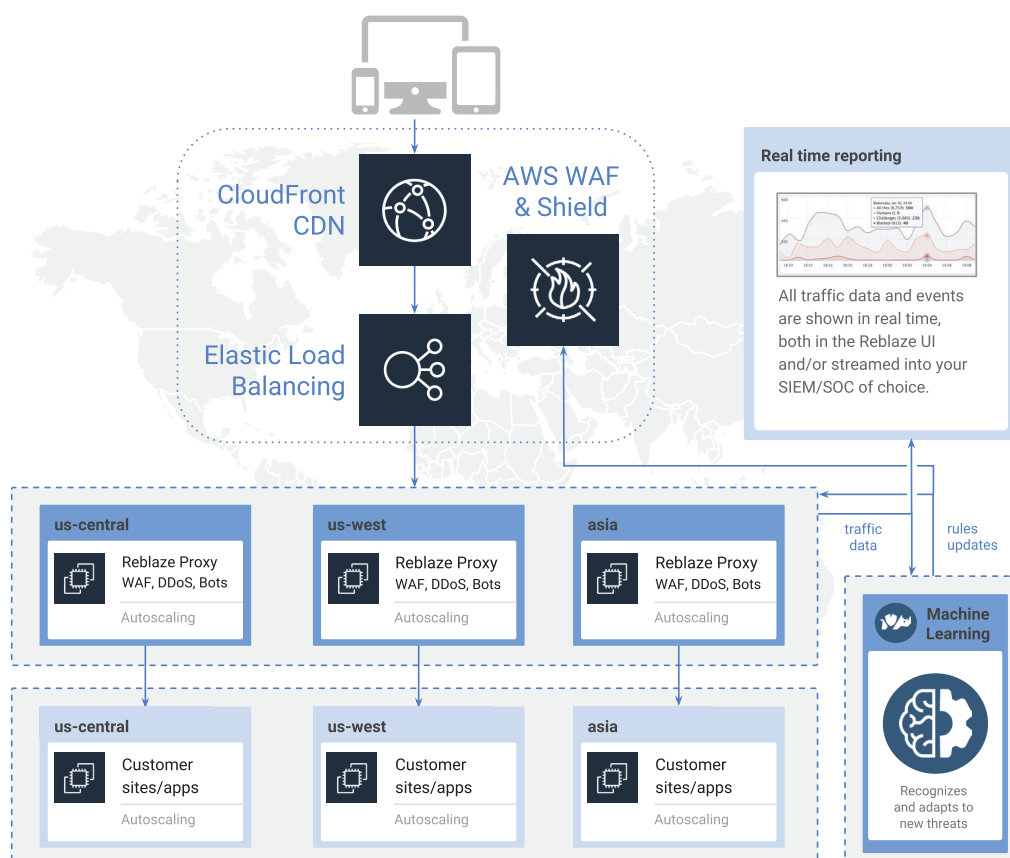 CloudFront
CDN
AWS WAF
& Shield
Elastic Load
Balancing
Real time reporting
All traffic data and events
are shown in real time,
both in the Reblaze UI
and/or streamed into your
SIEM/SOC of choice.
traffic
data
rules
updates
us-central
Reblaze Proxy
WAF, DDoS, Bots
Autoscaling
us-west
Reblaze Proxy
WAF, DDoS, Bots
Autoscaling
asia
Reblaze Proxy
WAF, DDoS, Bots
Autoscaling
Machine
Learning
Recognizes
and adapts to
new threats
us-central
Customer
sites/apps
Autoscaling
us-west
Customer
sites/apps
Autoscaling
asia
Customer
sites/apps
Autoscaling